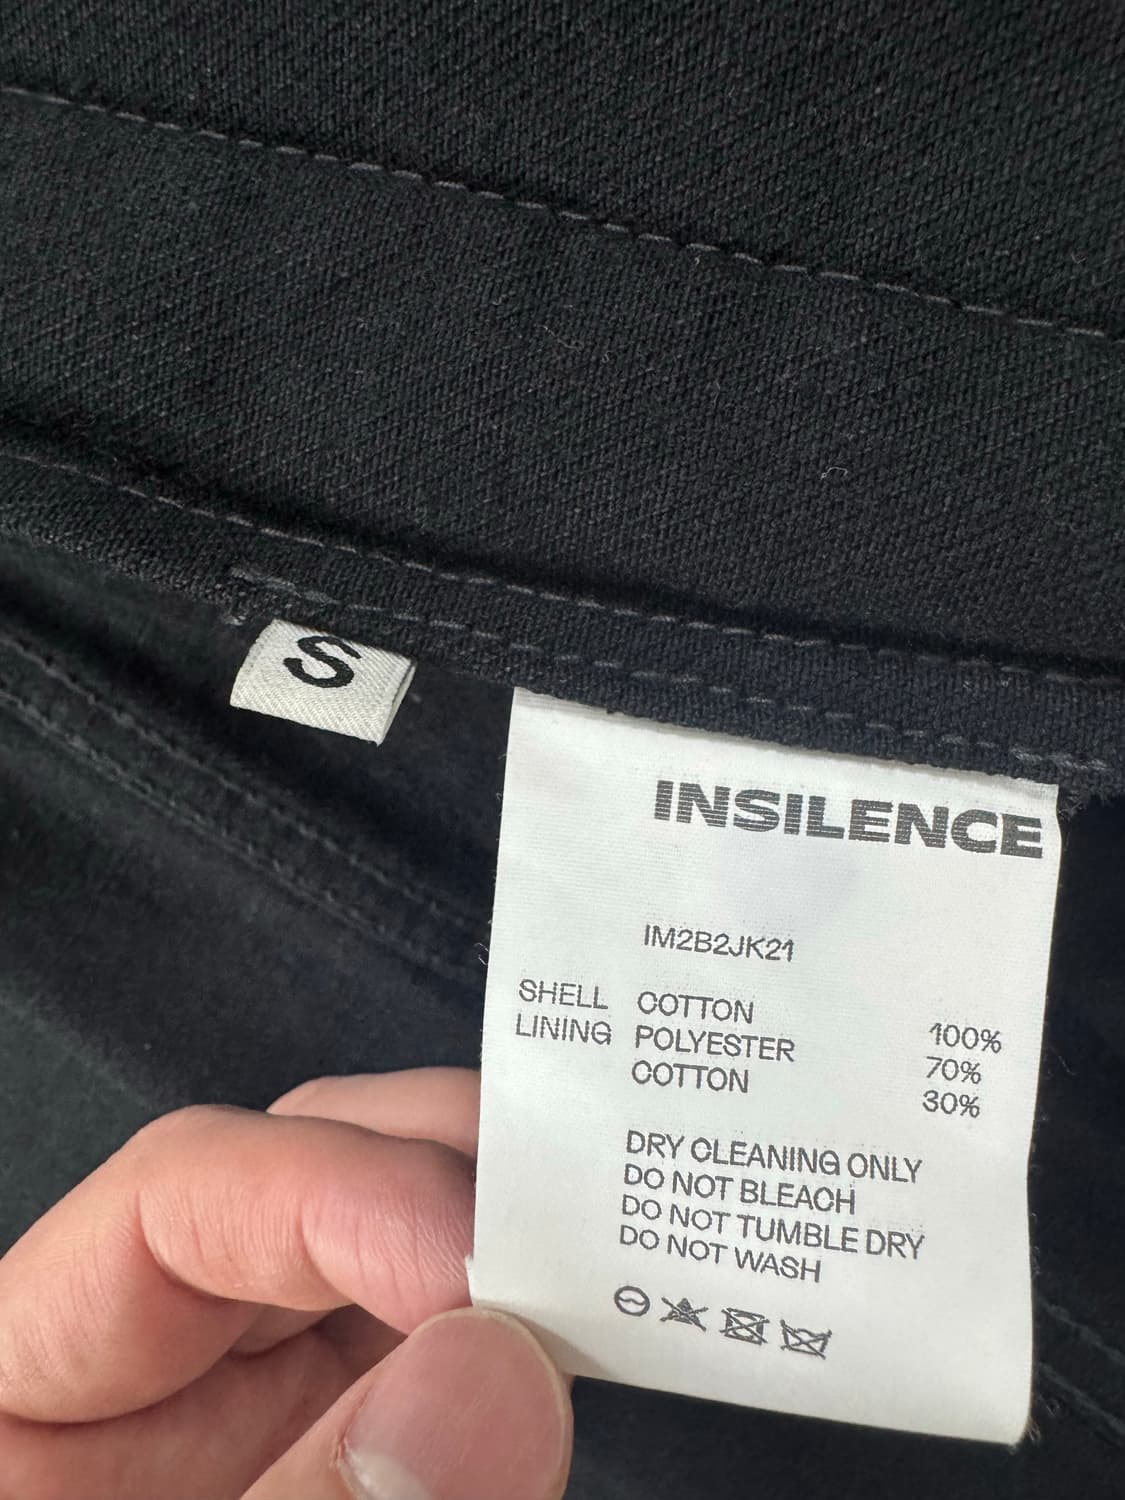 S
INSILENCE
IM2B2JK21
SHELL COTTON 100%
LINING POLYESTER 70%
COTTON 30%
DRY CLEANING ONLY
DO NOT BLEACH
DO NOT TUMBLE DRY
DO NOT WASH